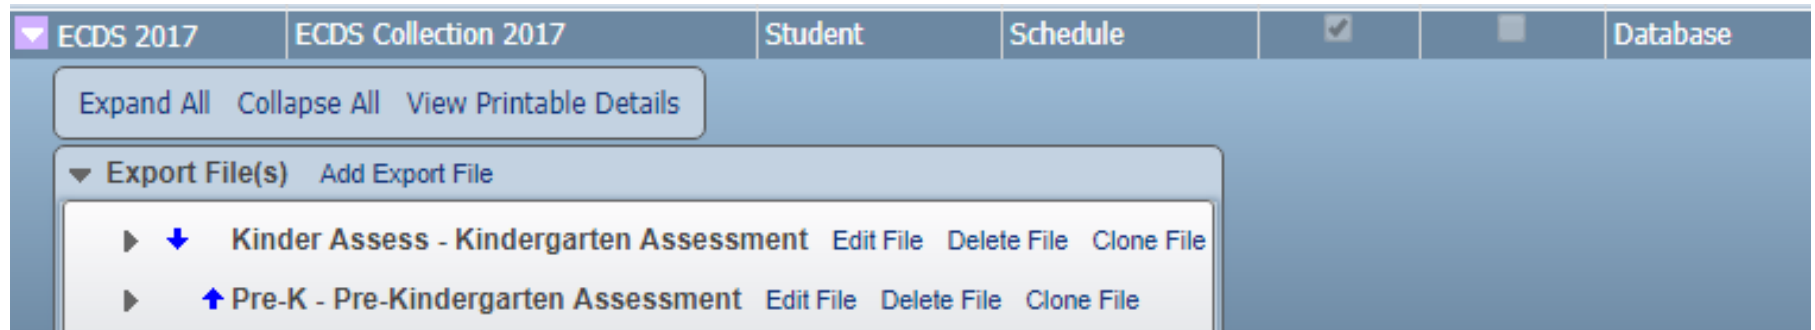 ECDS 2017 ECDS Collection 2017 Student Schedule Database
Expand All Collapse All View Printable Details
Export File(s) Add Export File
Kinder Assess - Kindergarten Assessment Edit File Delete File Clone File
Pre-K - Pre-Kindergarten Assessment Edit File Delete File Clone File